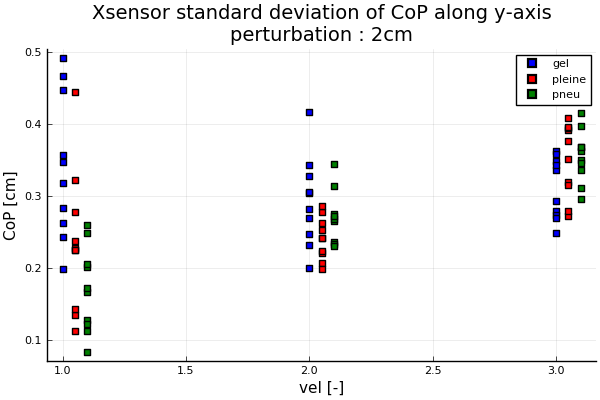 Xsensor standard deviation of CoP along y-axis
perturbation : 2cm
gel
pleine
pneu
CoP [cm]
0.5
0.4
0.3
0.2
0.1
1.0 1.5 2.0 2.5 3.0
vel [-]